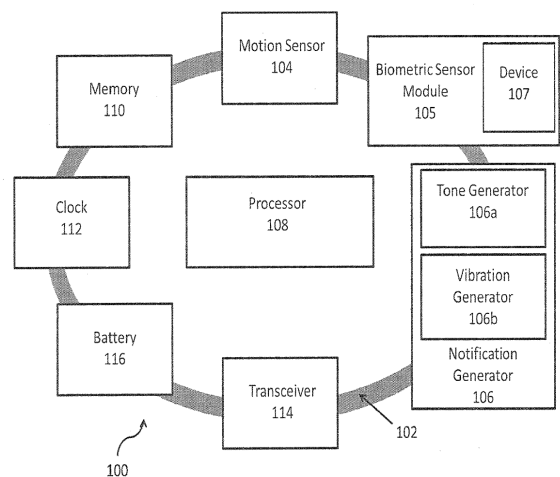 Motion Sensor
104
Biometric Sensor
Module
105
Device
107
Memory
110
Tone Generator
106a
Clock
112
Processor
108
Vibration
Generator
106b
Notification
Generator
106
Battery
116
Transceiver
114
102
100